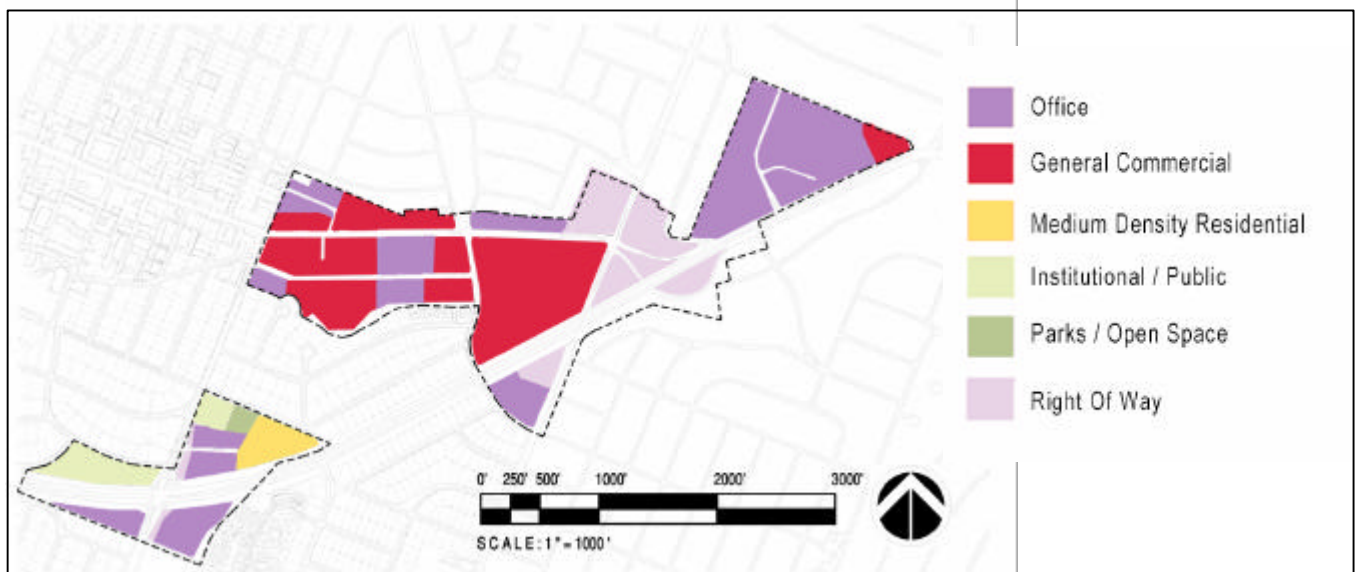 Office
General Commercial
Medium Density Residential
Institutional / Public
Parks / Open Space
Right Of Way
0' 250' 500' 1000' 2000' 3000'
SCALE: 1"=1000'